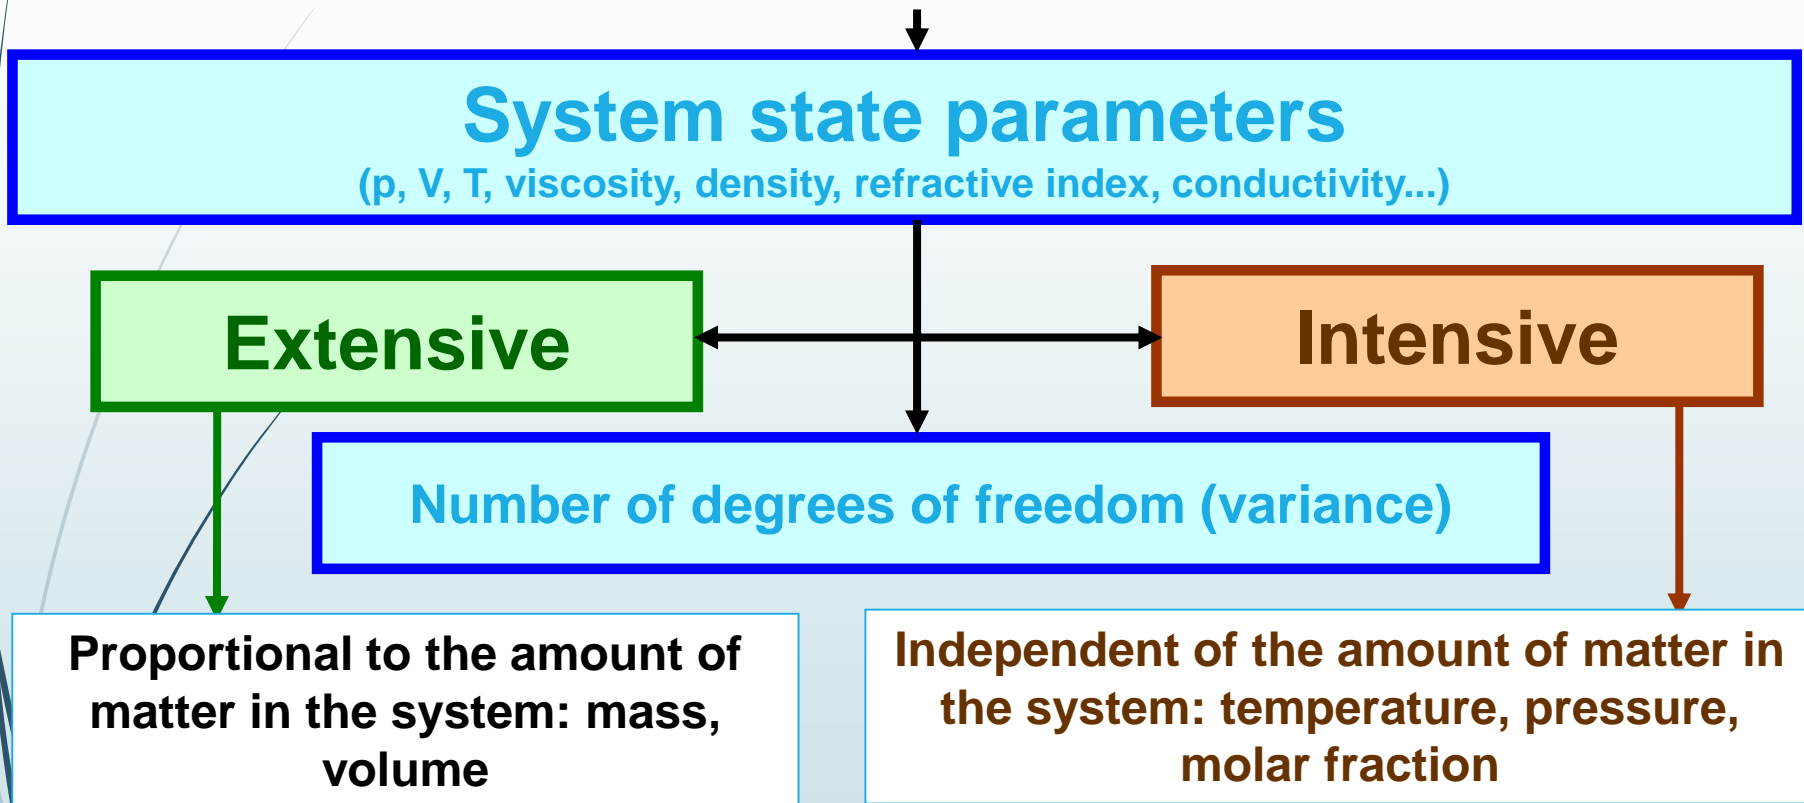 System state parameters
(p, V, T, viscosity, density, refractive index, conductivity...)
Extensive
Intensive
Number of degrees of freedom (variance)
Proportional to the amount of
matter in the system: mass,
volume
Independent of the amount of matter in
the system: temperature, pressure,
molar fraction